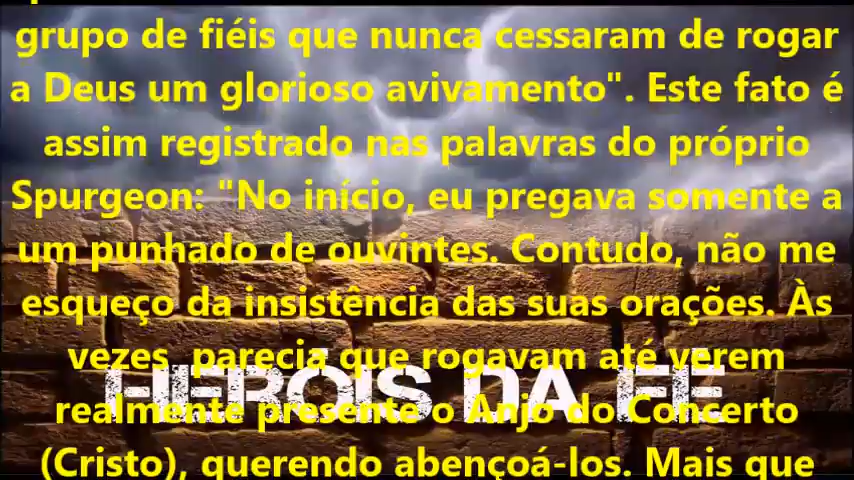 grupo de fiéis que nunca cessaram de rogar
a Deus um glorioso avivamento". Este fato é
assim registrado nas palavras do próprio
Spurgeon: "No início, eu pregava somente a
um punhado de ouvintes. Contudo, não me
esqueço da insistência das suas orações. Às
vezes, parecia que rogavam até verem
HERÓIS DA FÉ
realmente presente o Anjo do Concerto
(Cristo), querendo abençoá-los. Mais que